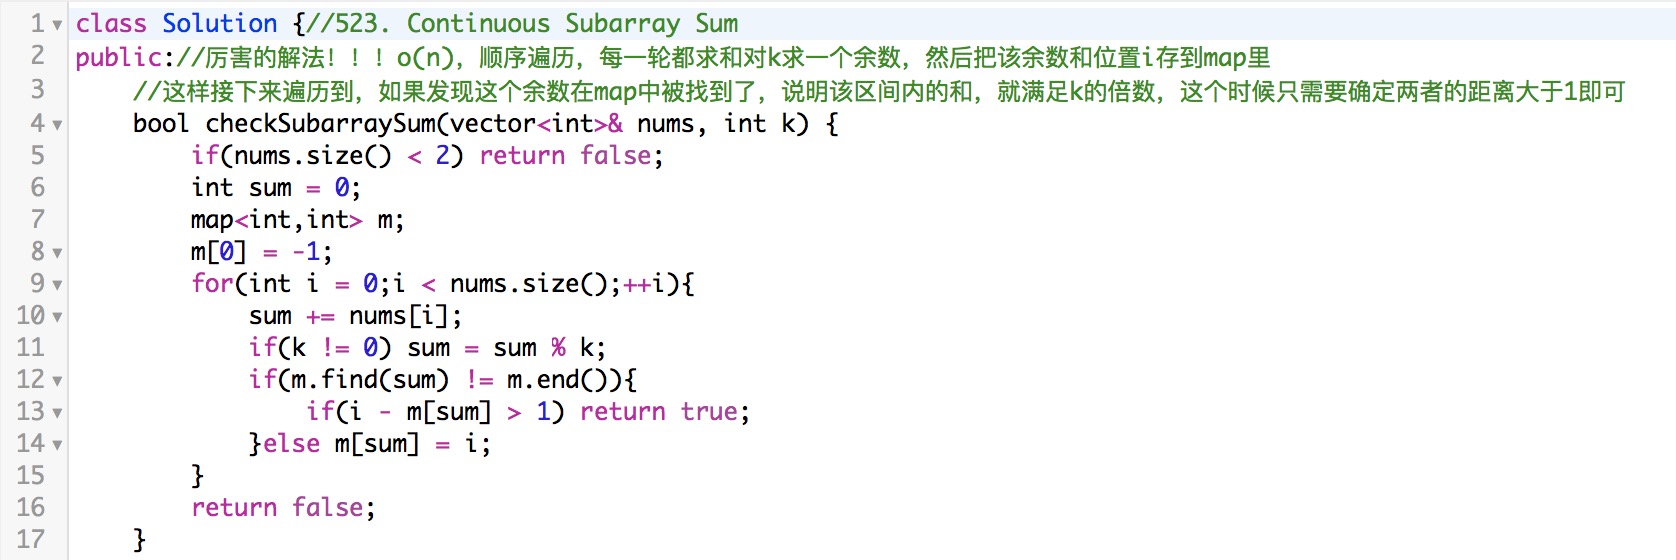 1 class Solution {//523. Continuous Subarray Sum
2 public://厉害的解法！！！o(n)，顺序遍历，每一轮都求和对k求一个余数，然后把该余数和位置i存到map里
3 //这样接下来遍历到，如果发现这个余数在map中被找到了，说明该区间内的和，就满足k的倍数，这个时候只需要确定两者的距离大于1即可
4 bool checkSubarraySum(vector<int>& nums, int k) {
5 if(nums.size() < 2) return false;
6 int sum = 0;
7 map<int,int> m;
8 m[0] = -1;
9 for(int i = 0;i < nums.size();++i){
10 sum += nums[i];
11 if(k != 0) sum = sum % k;
12 if(m.find(sum) != m.end()){
13 if(i - m[sum] > 1) return true;
14 }else m[sum] = i;
15 }
16 return false;
17 }